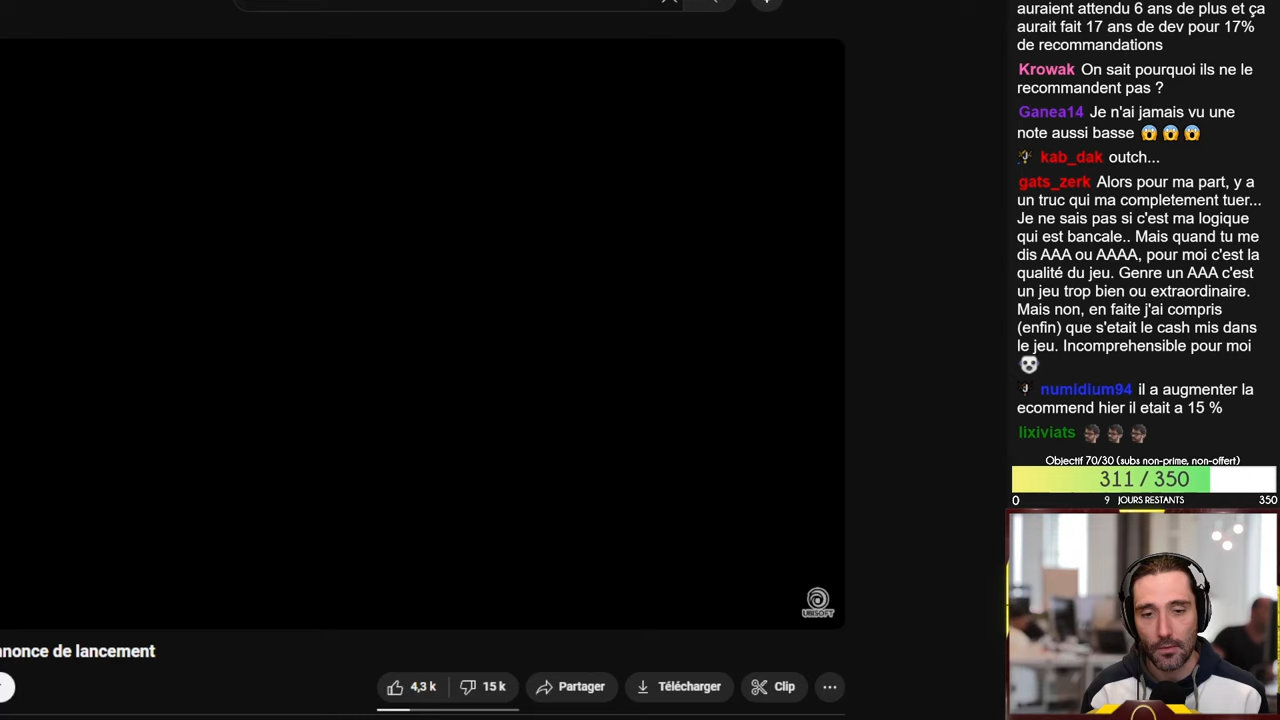 auraient attendu 6 ans de plus et ça
aurait fait 17 ans de dev pour 17%
de recommandations
Krowak On sait pourquoi ils ne le
recommandent pas ?
Ganea14 Je n'ai jamais vu une
note aussi basse 😱 😱 😱
kab_dak outch...
gats_zerk Alors pour ma part, y a
un truc qui ma completement tuer...
Je ne sais pas si c'est ma logique
qui est bancale.. Mais quand tu me
dis AAA ou AAAA, pour moi c'est la
qualité du jeu. Genre un AAA c'est
un jeu trop bien ou extraordinaire.
Mais non, en faite j'ai compris
(enfin) que s'etait le cash mis dans
le jeu. Incomprehensible pour moi
numidium94 il a augmenter la
ecommend hier il etait a 15 %
lixiviats
Objectif 70/30 (subs non-prime, non-offert)
311 / 350
0 9 JOURS RESTANTS 350
UBISOFT
nnonce de lancement
4,3 k 15 k Partager Télécharger Clip